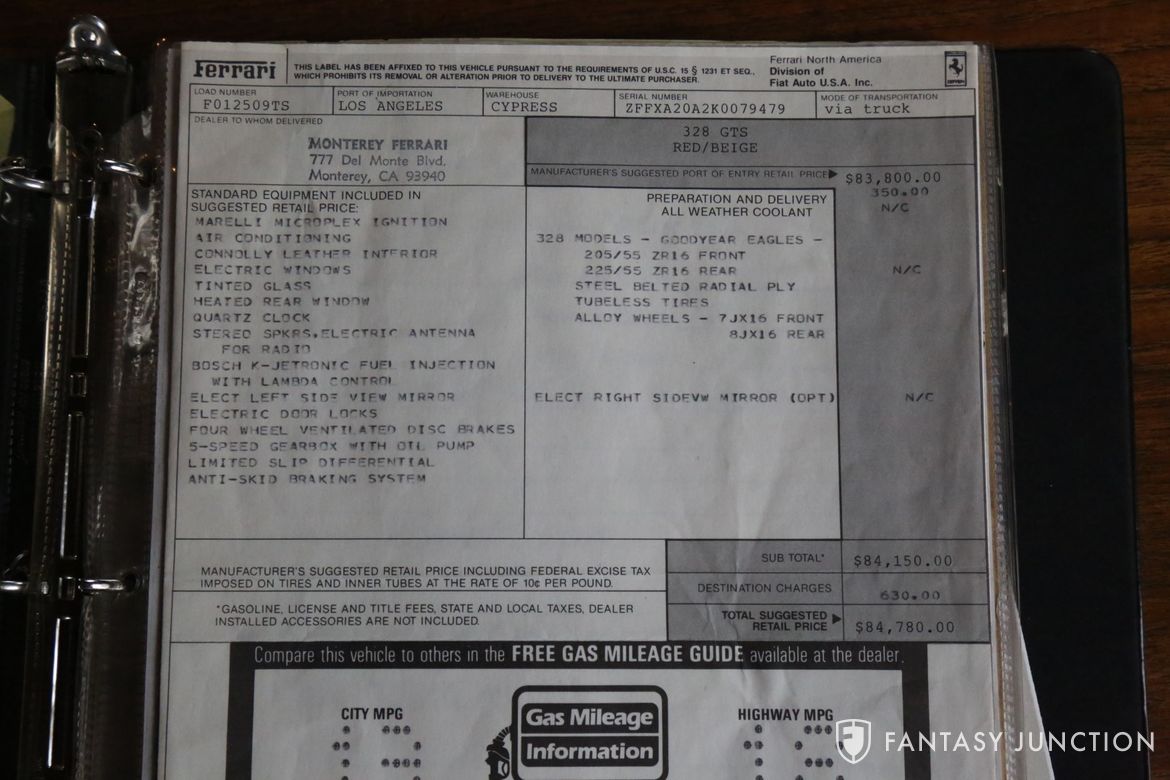 Ferrari
THIS LABEL HAS BEEN AFFIXED TO THIS VEHICLE PURSUANT TO THE REQUIREMENTS OF U.S.C. 15 § 1231 ET SEQ.,
WHICH PROHIBITS ITS REMOVAL OR ALTERATION PRIOR TO DELIVERY TO THE ULTIMATE PURCHASER.
Ferrari North America
Division of
Fiat Auto U.S.A. Inc.
LOAD NUMBER
F012509TS
PORT OF IMPORTATION
LOS ANGELES
WAREHOUSE
CYPRESS
SERIAL NUMBER
ZFFXA20A2K0079479
MODE OF TRANSPORTATION
via truck
DEALER TO WHOM DELIVERED
MONTEREY FERRARI
777 Del Monte Blvd.
Monterey, CA 93940
328 GTS
RED/BEIGE
MANUFACTURER'S SUGGESTED PORT OF ENTRY RETAIL PRICE $83,800.00
STANDARD EQUIPMENT INCLUDED IN
SUGGESTED RETAIL PRICE:
MARELLI MICROPLEX IGNITION
AIR CONDITIONING
CONNOLLY LEATHER INTERIOR
ELECTRIC WINDOWS
TINTED GLASS
HEATED REAR WINDOW
QUARTZ CLOCK
STEREO SPKRS,ELECTRIC ANTENNA
FOR RADIO
BOSCH K-JETRONIC FUEL INJECTION
WITH LAMBDA CONTROL
ELECT LEFT SIDE VIEW MIRROR
ELECTRIC DOOR LOCKS
FOUR WHEEL VENTILATED DISC BRAKES
5-SPEED GEARBOX WITH OIL PUMP
LIMITED SLIP DIFFERENTIAL
ANTI-SKID BRAKING SYSTEM
PREPARATION AND DELIVERY 350.00
ALL WEATHER COOLANT N/C
328 MODELS - GOODYEAR EAGLES -
205/55 ZR16 FRONT
225/55 ZR16 REAR N/C
STEEL BELTED RADIAL PLY
TUBELESS TIRES
ALLOY WHEELS - 7JX16 FRONT
8JX16 REAR
ELECT RIGHT SIDEVW MIRROR (OPT) N/C
MANUFACTURER'S SUGGESTED RETAIL PRICE INCLUDING FEDERAL EXCISE TAX
IMPOSED ON TIRES AND INNER TUBES AT THE RATE OF 10¢ PER POUND.
*GASOLINE, LICENSE AND TITLE FEES, STATE AND LOCAL TAXES, DEALER
INSTALLED ACCESSORIES ARE NOT INCLUDED.
SUB TOTAL* $84,150.00
DESTINATION CHARGES 630.00
TOTAL SUGGESTED
RETAIL PRICE $84,780.00
Compare this vehicle to others in the FREE GAS MILEAGE GUIDE available at the dealer.
CITY MPG
Gas Mileage
Information
HIGHWAY MPG
FANTASY JUNCTION